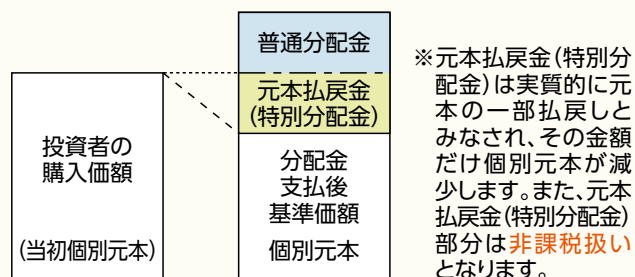 投資者の
購入価額
(当初個別元本)
普通分配金
元本払戻金
(特別分配金)
分配金
支払後
基準価額
個別元本
※元本払戻金(特別分
配金)は実質的に元
本の一部払戻しと
みなされ、その金額
だけ個別元本が減
少します。また、元本
払戻金(特別分配金)
部分は非課税扱い
となります。